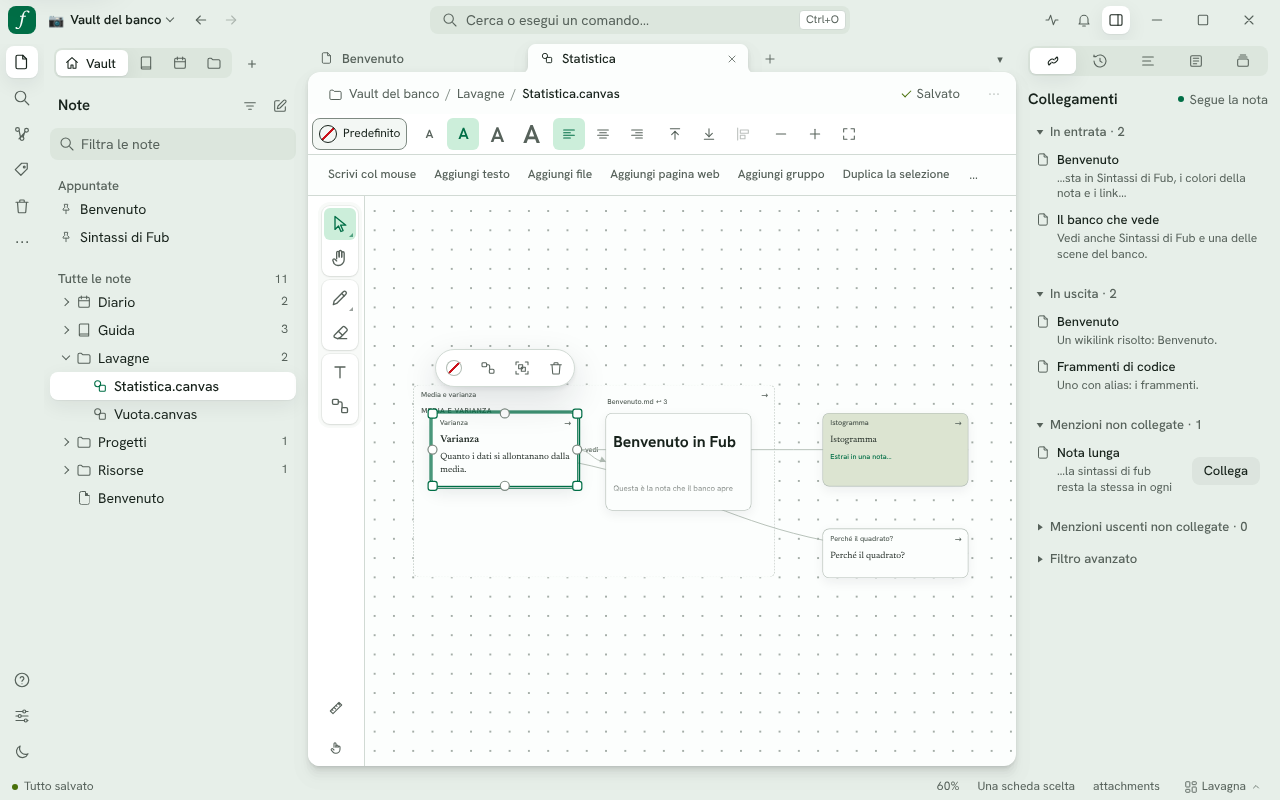 Vault del banco
Cerca o esegui un comando…
Ctrl+O
Vault
Benvenuto
Statistica
Note
Filtra le note
Appuntate
Benvenuto
Sintassi di Fub
Tutte le note 11
Diario 2
Guida 3
Lavagne 2
Statistica.canvas
Vuota.canvas
Progetti 1
Risorse 1
Benvenuto
Vault del banco / Lavagne / Statistica.canvas
Salvato
Predefinito
A A A A
Scrivi col mouse Aggiungi testo Aggiungi file Aggiungi pagina web Aggiungi gruppo Duplica la selezione ...
Media e varianza
MEDIA E VARIANZA
Varianza
Varianza
Quanto i dati si allontanano dalla
media.
vedi
Benvenuto.md ↩ 3
Benvenuto in Fub
Questa è la nota che il banco apre
Istogramma
Istogramma
Estrai in una nota…
Perché il quadrato?
Perché il quadrato?
Collegamenti
Segue la nota
In entrata · 2
Benvenuto
…sta in Sintassi di Fub, i colori della
nota e i link…
Il banco che vede
Vedi anche Sintassi di Fub e una delle
scene del banco.
In uscita · 2
Benvenuto
Un wikilink risolto: Benvenuto.
Frammenti di codice
Uno con alias: i frammenti.
Menzioni non collegate · 1
Nota lunga
…la sintassi di fub
resta la stessa in ogni
Collega
Menzioni uscenti non collegate · 0
Filtro avanzato
Tutto salvato
60%
Una scheda scelta
attachments
Lavagna